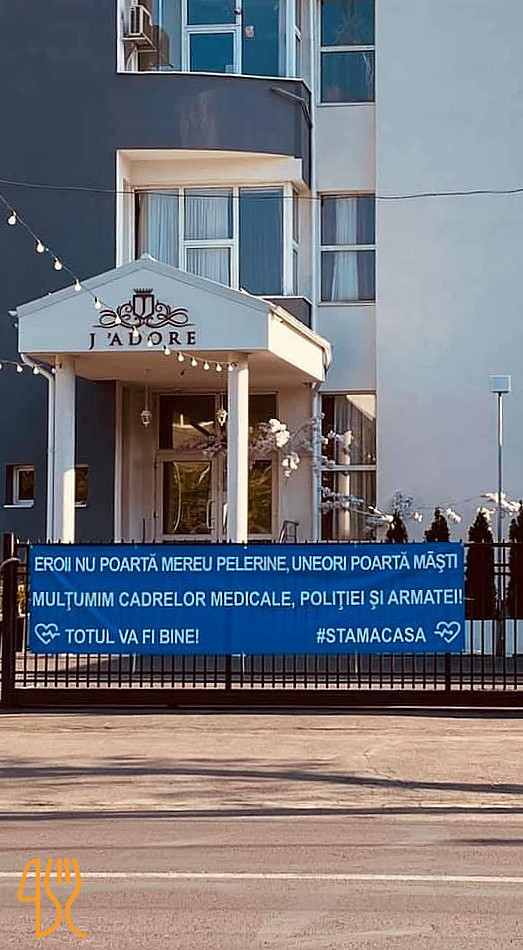 J'ADORE
EROII NU POARTĂ MEREU PELERINE, UNEORI POARTĂ MĂȘTI
MULŢUMIM CADRELOR MEDICALE, POLIŢIEI ŞI ARMATEI!
TOTUL VA FI BINE! #STAMACASA